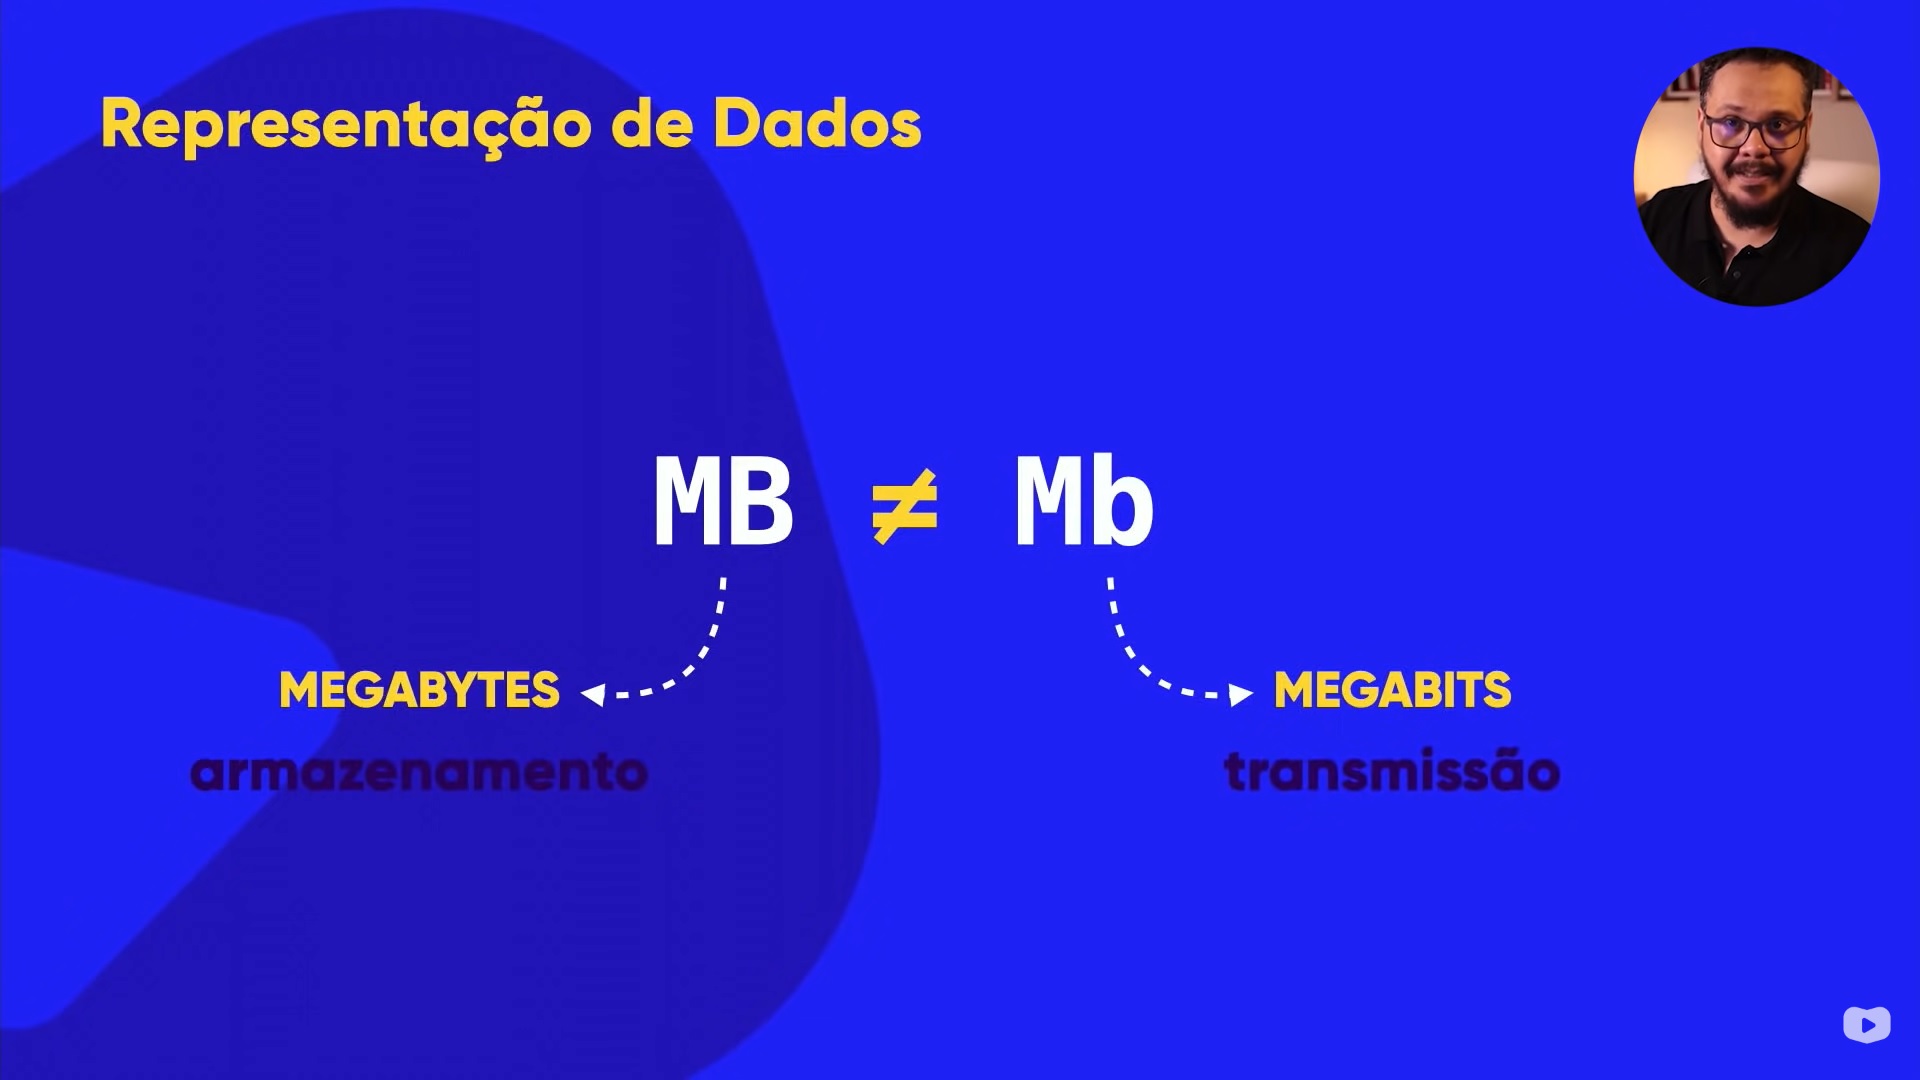 Representação de Dados
MB ≠ Mb
MEGABYTES
armazenamento
MEGABITS
transmissão